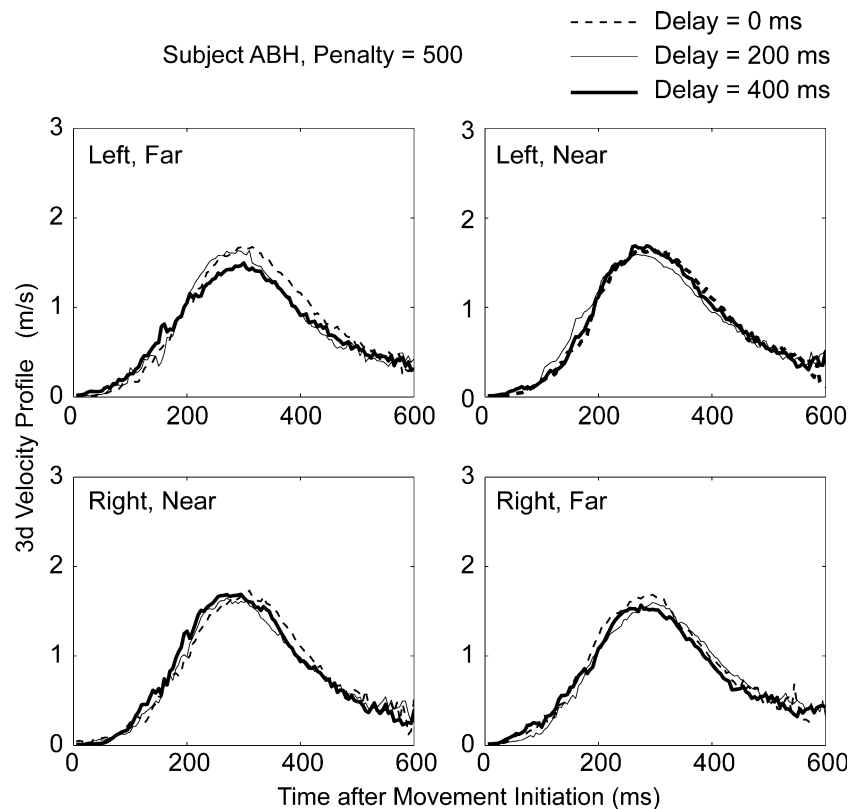 Delay = 0 ms
Subject ABH, Penalty = 500
Delay = 200 ms
Delay = 400 ms
3
3
Left, Far
Left, Near
2
2
1
1
0
0
0 200 400 600
0 200 400 600
3
3
Right, Near
Right, Far
2
2
1
1
0
0
0 200 400 600
0 200 400 600
3d Velocity Profile (m/s)
Time after Movement Initiation (ms)